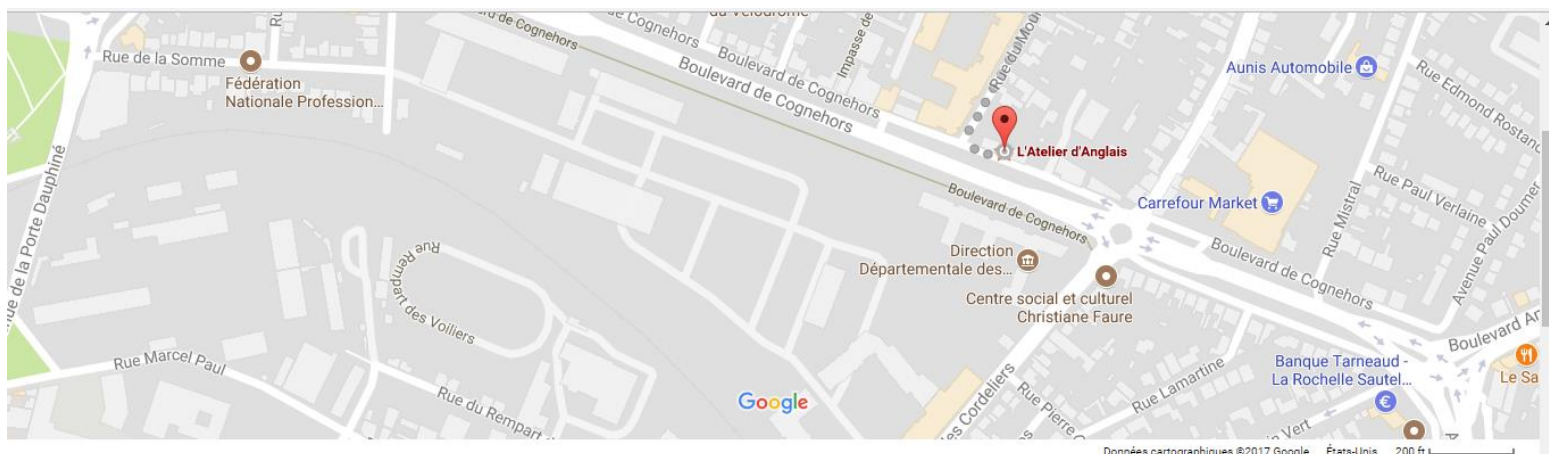 du Vélodrome
de Cognehors
Cognehors
Boulevard de Cognehors
Boulevard de Cognehors
Impasse de
Rue du Mour
Rue de la Somme
Fédération
Nationale Profession...
Aunis Automobile
Rue Edmond Rostand
L'Atelier d'Anglais
Rue Paul Verlaine
Rue Mistral
Avenue Paul Doumer
Carrefour Market
Boulevard de Cognehors
Boulevard de Cognehors
de la Porte Dauphiné
Rue Rempart des Voiliers
Direction
Départementale des...
Centre social et culturel
Christiane Faure
Boulevard
Banque Tarneaud -
La Rochelle Sautel...
Le Sa
Rue Marcel Paul
Rue du Rempart
Google
des Cordeliers
Rue Pierre
Rue Lamartine
Vert
Données cartographiques ©2017 Google États-Unis 200 ft